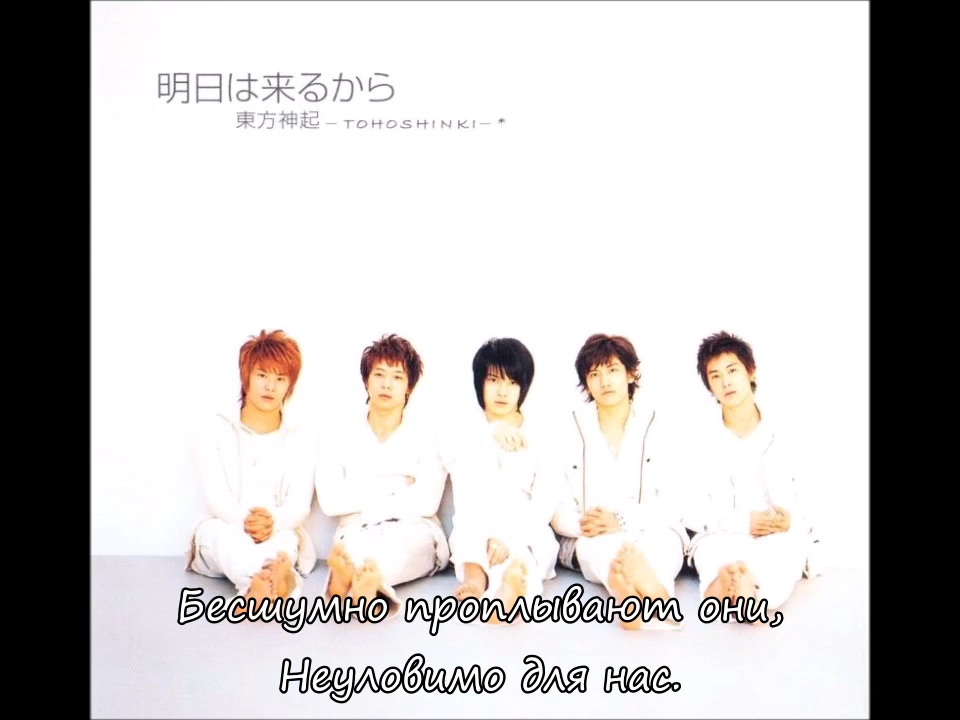 明日は来るから
東方神起 – TOHOSHINKI – *
Бесшумно проплывают они,
Неуловимо для нас.